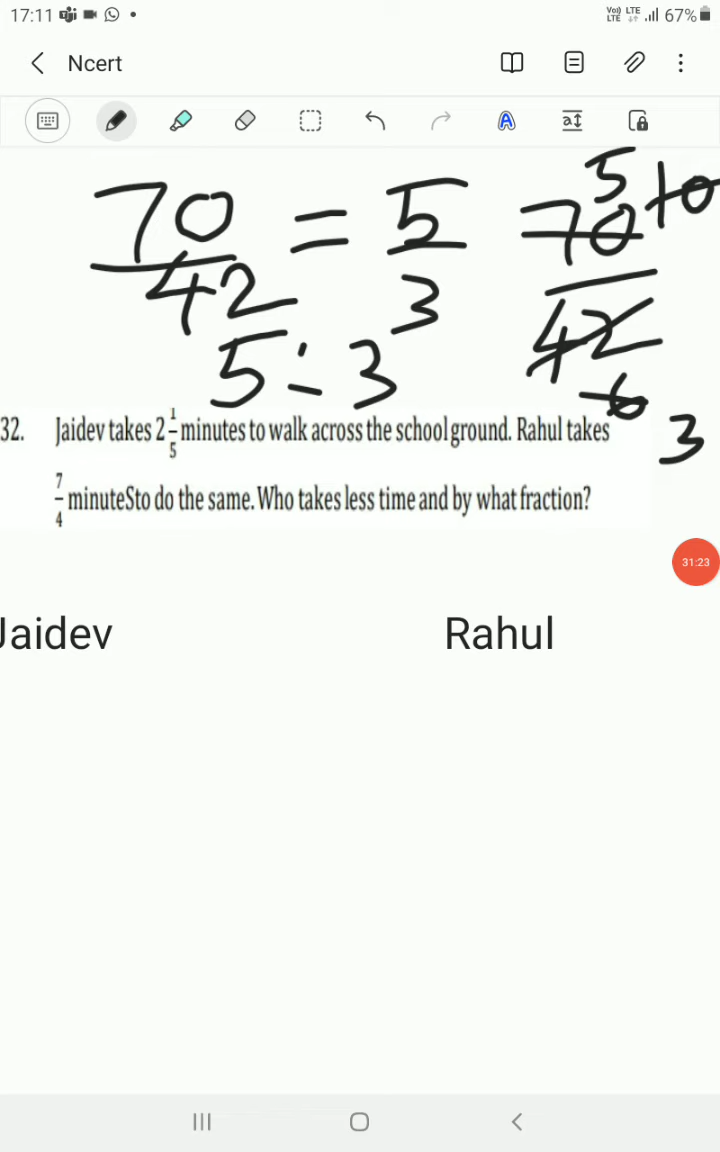 17:11 67%
Ncert
70/42 = 5/3 5 10 70/42 6 3
5:3
32. Jaidev takes 2 1/5 minutes to walk across the school ground. Rahul takes
7/4 minuteSto do the same. Who takes less time and by what fraction?
31:23
Jaidev Rahul